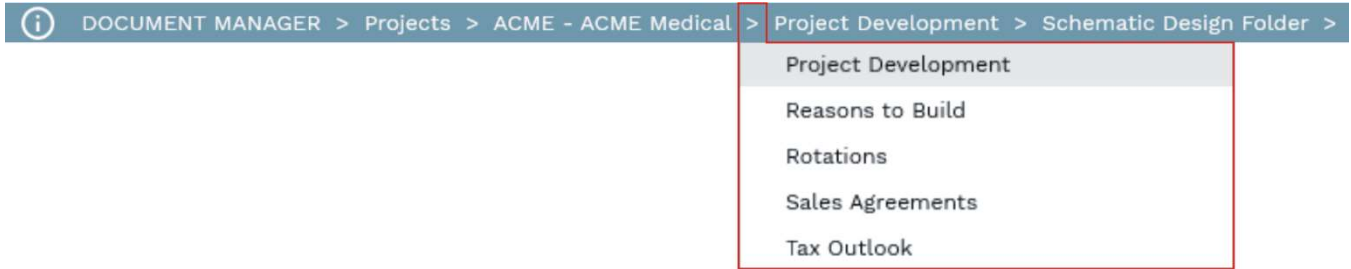 DOCUMENT MANAGER > Projects > ACME - ACME Medical > Project Development > Schematic Design Folder >
Project Development
Reasons to Build
Rotations
Sales Agreements
Tax Outlook